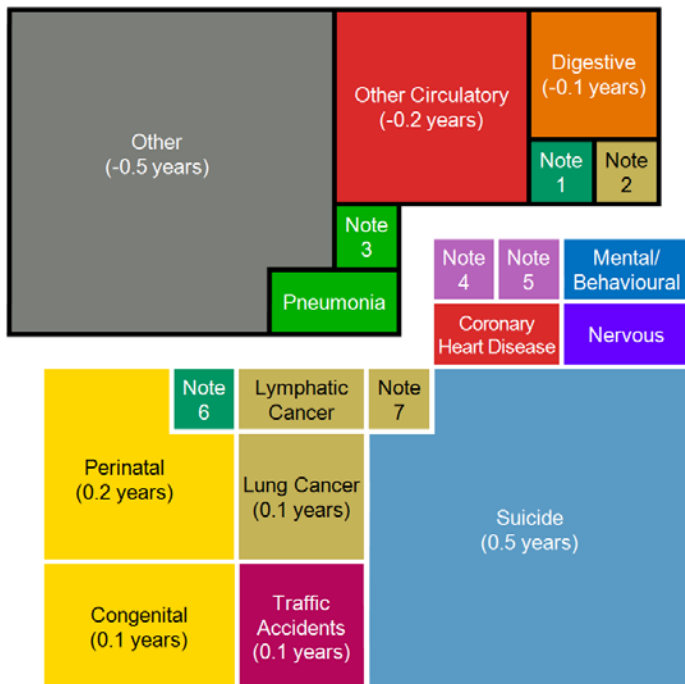 Other
(-0.5 years)
Other Circulatory
(-0.2 years)
Digestive
(-0.1 years)
Note
1
Note
2
Note
3
Pneumonia
Note
4
Note
5
Mental/
Behavioural
Coronary
Heart Disease
Nervous
Note
6
Lymphatic
Cancer
Note
7
Perinatal
(0.2 years)
Lung Cancer
(0.1 years)
Suicide
(0.5 years)
Congenital
(0.1 years)
Traffic
Accidents
(0.1 years)